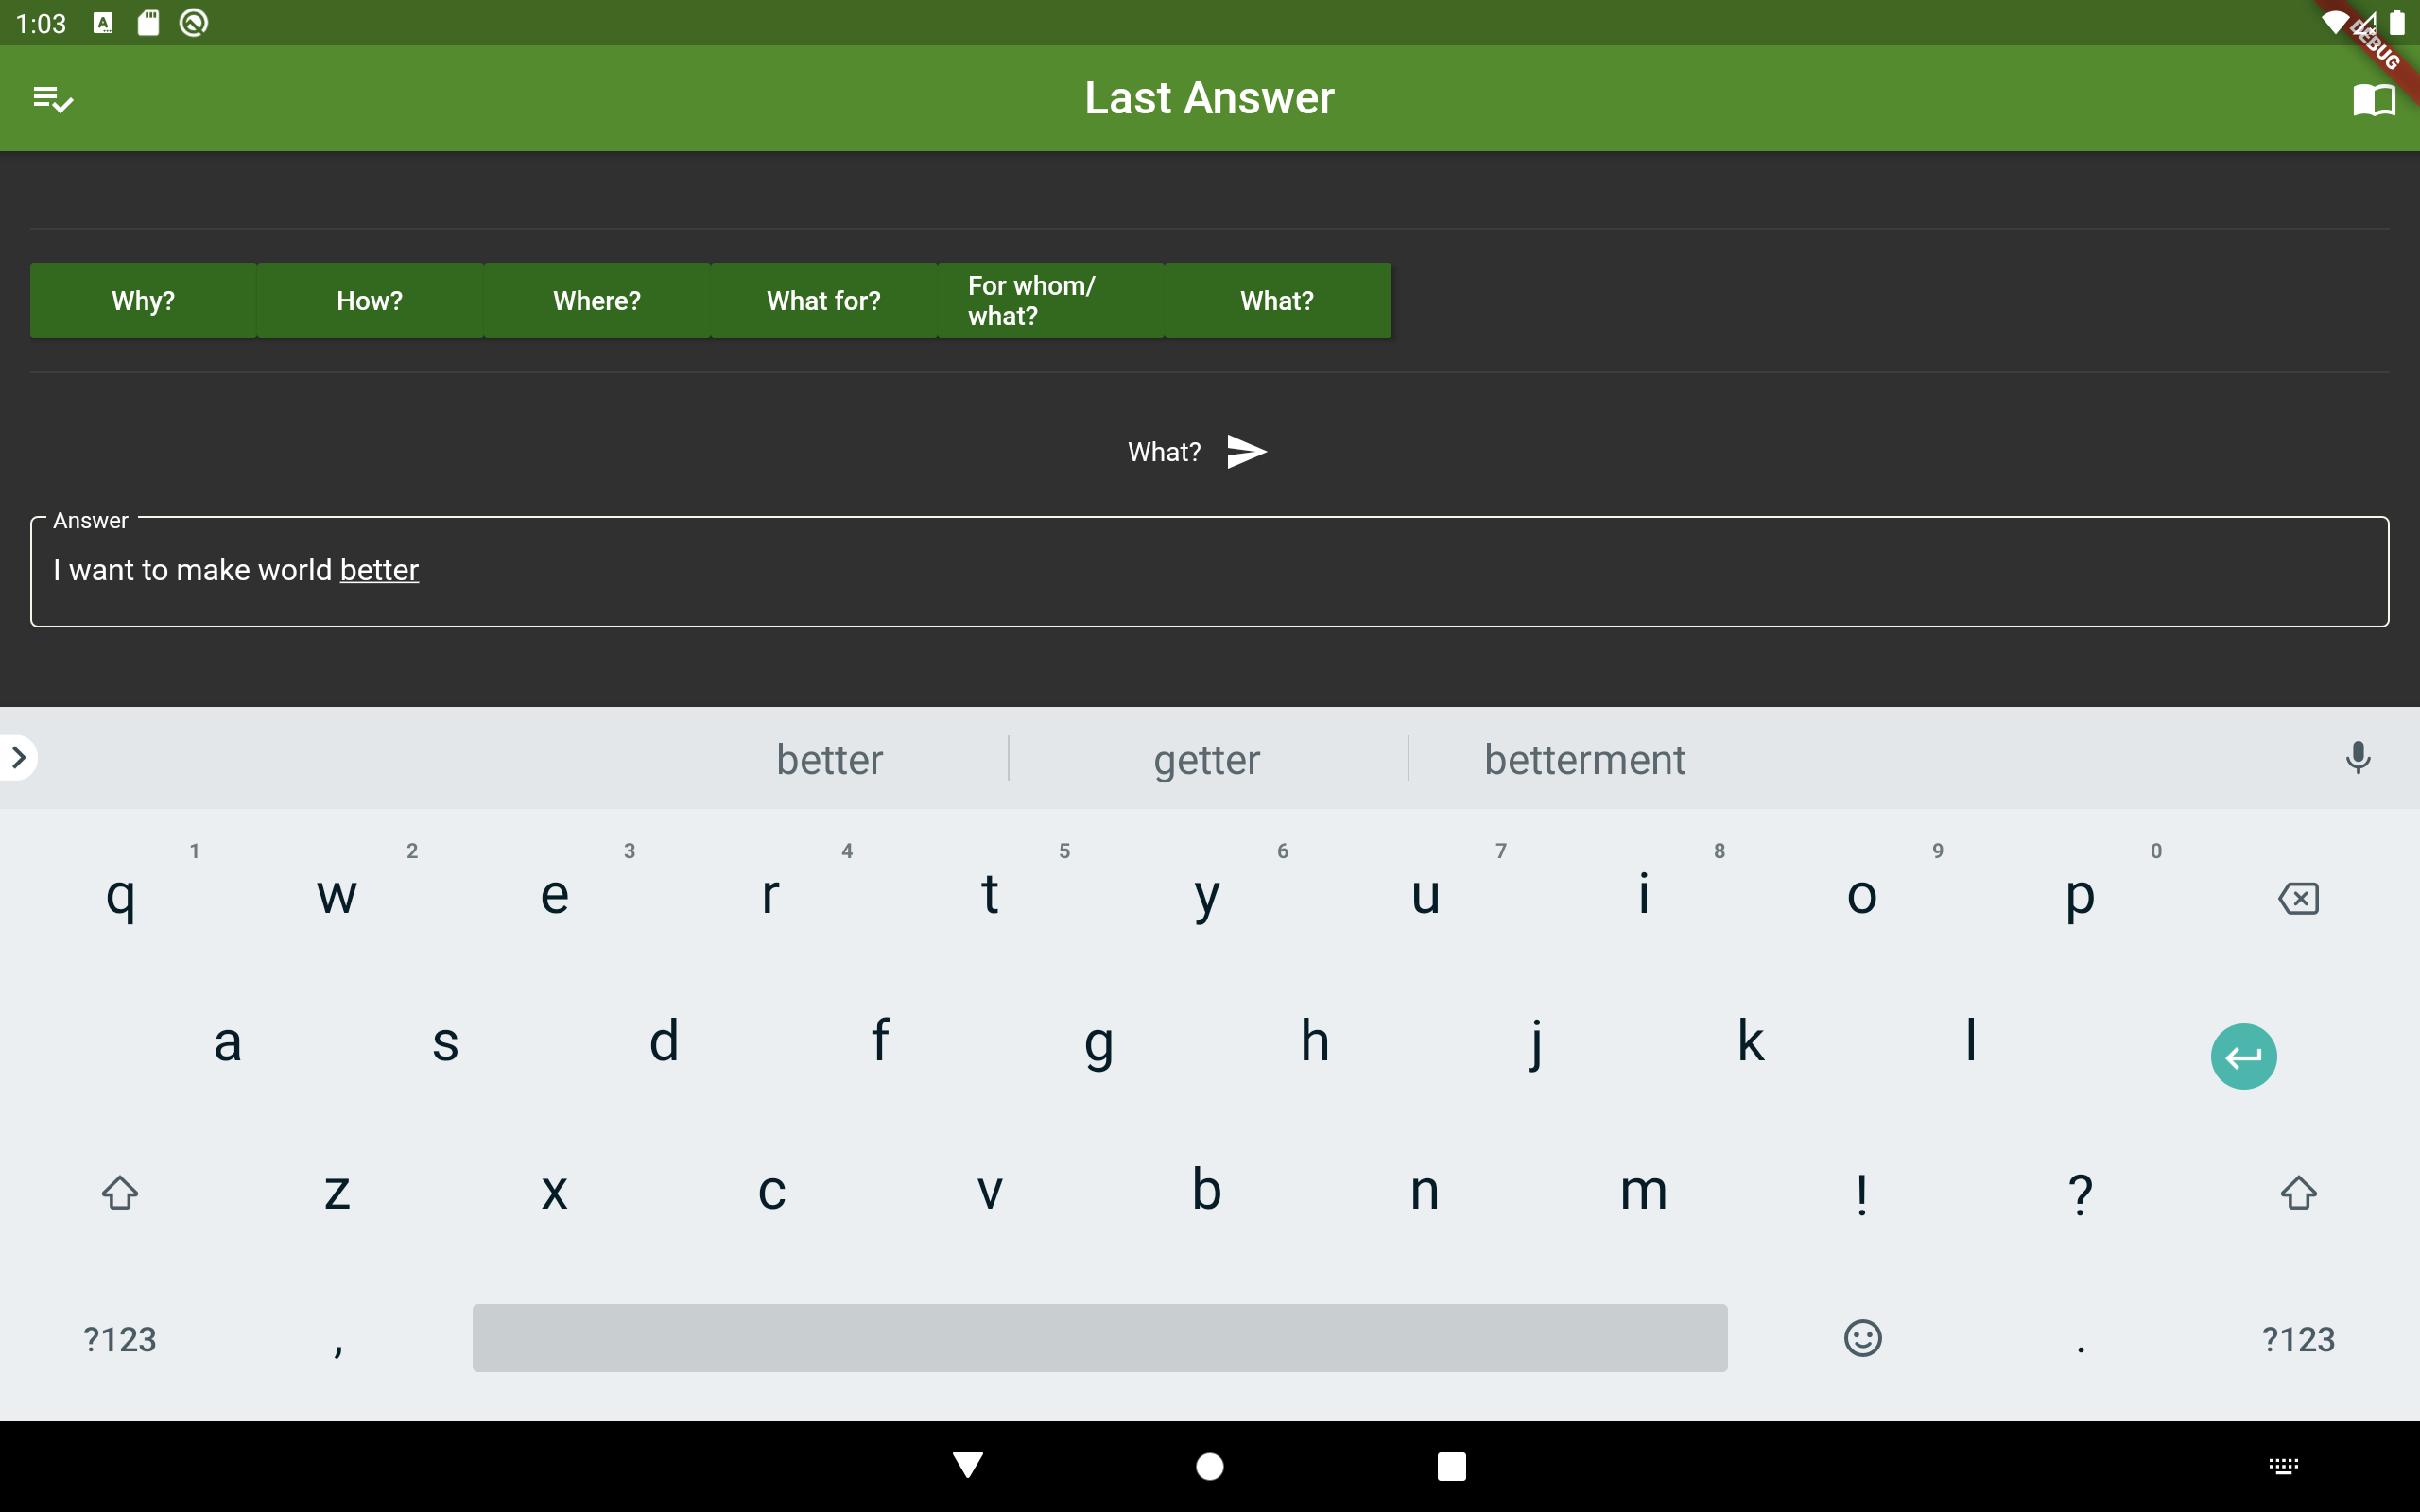 1:03
DEBUG
Last Answer
Why? How? Where? What for? For whom/ what? What?
What?
Answer
I want to make world better
better getter betterment
1 2 3 4 5 6 7 8 9 0
q w e r t y u i o p
a s d f g h j k l
z x c v b n m ! ?
?123 , . ?123